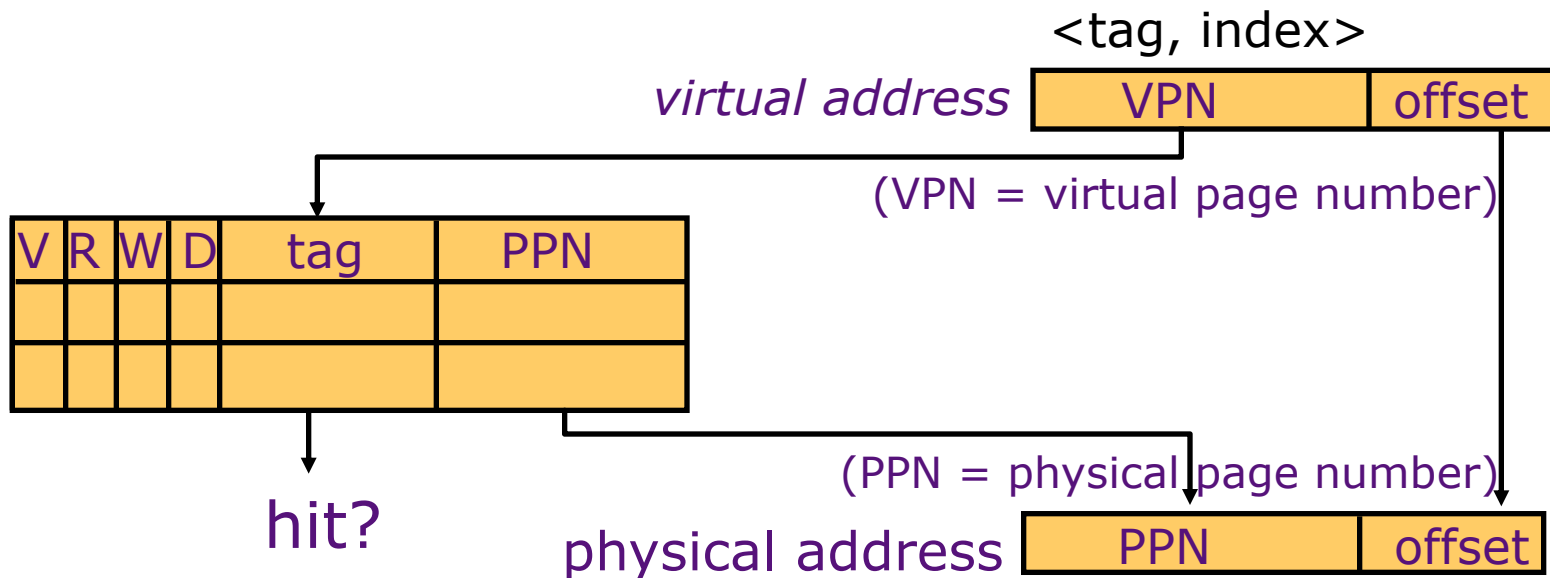 <tag, index>
virtual address VPN offset
(VPN = virtual page number)
V R W D tag PPN
(PPN = physical page number)
hit?
physical address PPN offset